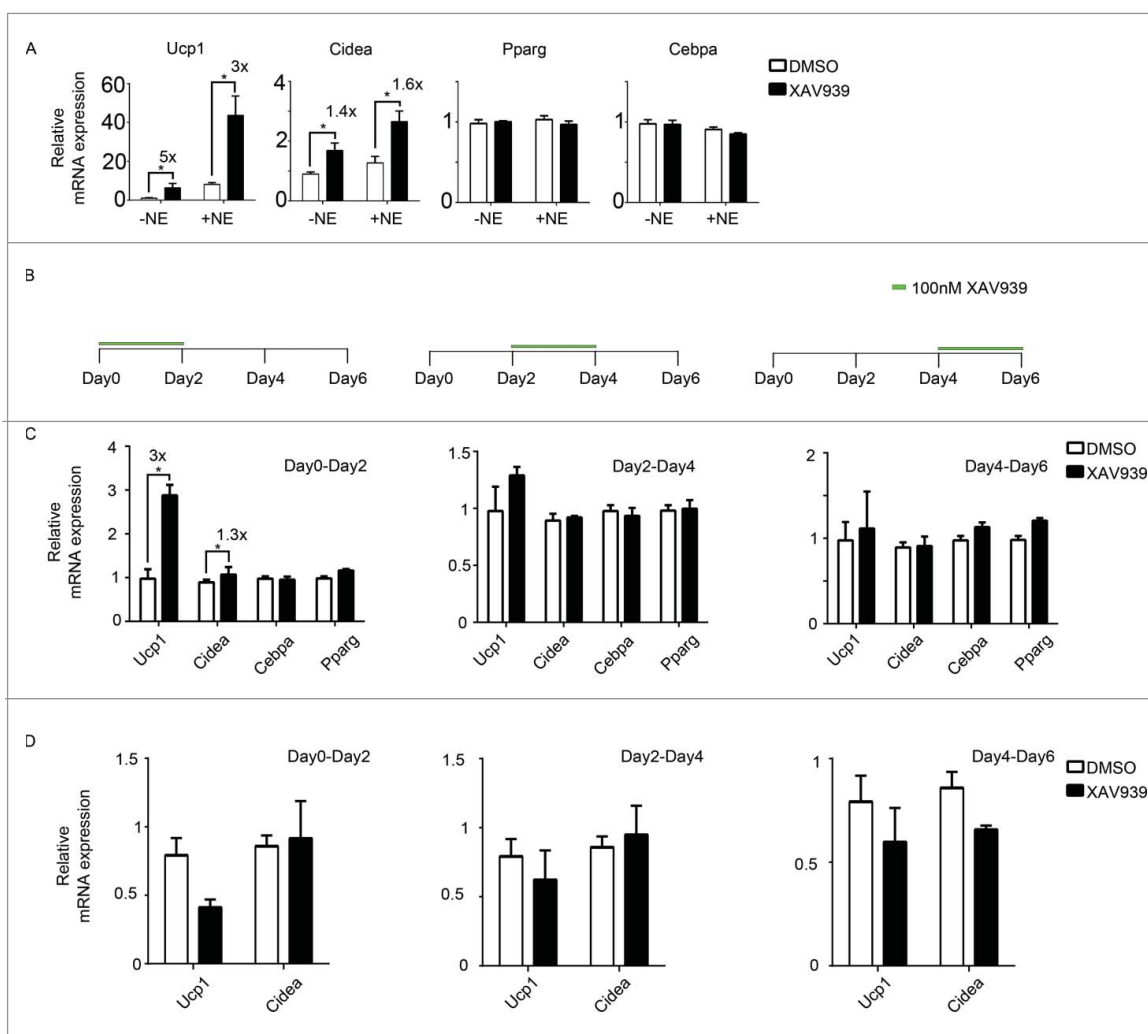 A
Ucp1
Cidea
Pparg
Cebpa
DMSO
XAV939
Relative
mRNA expression
60
40
20
0
5x
*
*
3x
-NE
+NE
4
2
0
*
1.4x
*
1.6x
-NE
+NE
1
0
-NE
+NE
1
0
-NE
+NE
B
100nM XAV939
Day0
Day2
Day4
Day6
Day0
Day2
Day4
Day6
Day0
Day2
Day4
Day6
C
Relative
mRNA expression
4
3
2
1
0
3x
*
1.3x
*
Day0-Day2
Ucp1
Cidea
Cebpa
Pparg
1.5
1
0.5
0
Day2-Day4
Ucp1
Cidea
Cebpa
Pparg
2
1
0
Day4-Day6
Ucp1
Cidea
Cebpa
Pparg
DMSO
XAV939
D
Relative
mRNA expression
1.5
1
0.5
0
Day0-Day2
Ucp1
Cidea
1.5
1
0.5
0
Day2-Day4
Ucp1
Cidea
1
0.5
0
Day4-Day6
Ucp1
Cidea
DMSO
XAV939